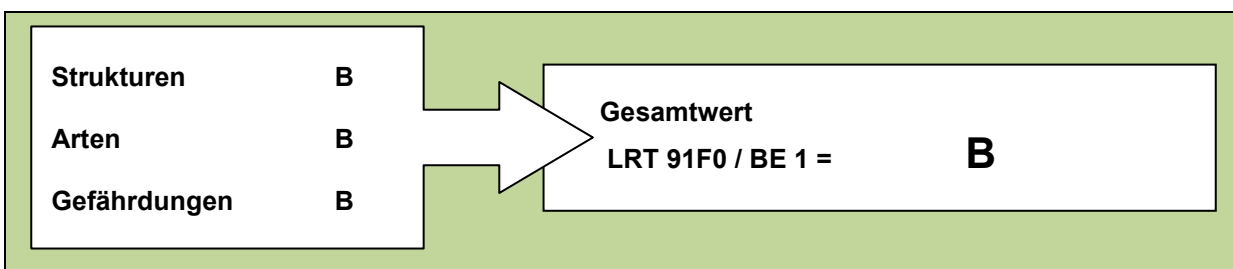 Strukturen B
Arten B
Gefährdungen B
Gesamtwert
LRT 91F0 / BE 1 = B